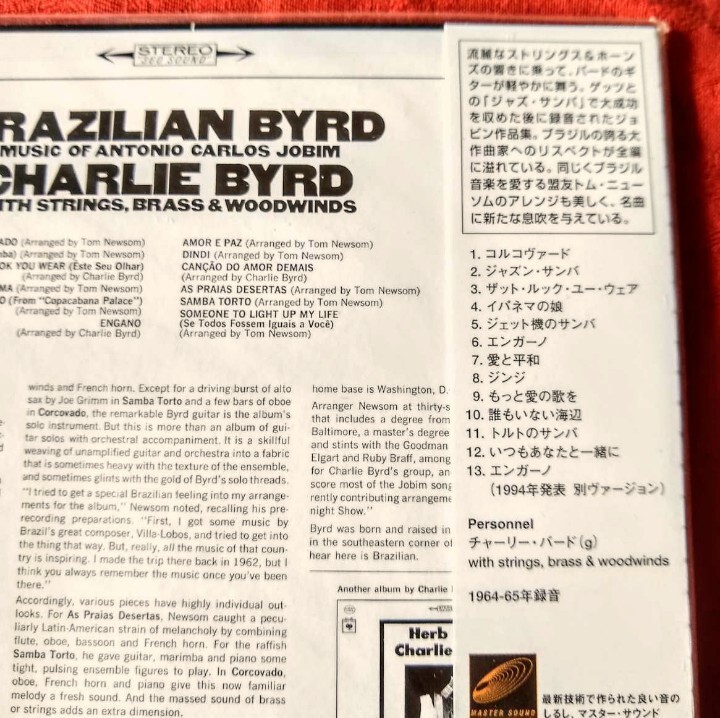 STEREO
360 SOUND
RAZILIAN BYRD
MUSIC OF ANTONIO CARLOS JOBIM
CHARLIE BYRD
ITH STRINGS, BRASS & WOODWINDS
ADO (Arranged by Tom Newsom)
ba) (Arranged by Tom Newsom)
OK YOU WEAR (Este Seu Olhar)
(Arranged by Charlie Byrd)
MA (Arranged by Tom Newsom)
O (From "Copacabana Palace")
(Arranged by Tom Newsom)
ENGANO
(Arranged by Charlie Byrd)
AMOR E PAZ (Arranged by Tom Newsom)
DINDI (Arranged by Tom Newsom)
CANÇÃO DO AMOR DEMAIS
(Arranged by Charlie Byrd)
AS PRAIAS DESERTAS (Arranged by Tom Newsom)
SAMBA TORTO (Arranged by Tom Newsom)
SOMEONE TO LIGHT UP MY LIFE
(Se Todos Fossem Iguais a Você)
(Arranged by Tom Newsom)
winds and French horn. Except for a driving burst of alto
sax by Joe Grimm in Samba Torto and a few bars of oboe
in Corcovado, the remarkable Byrd guitar is the album's
solo instrument. But this is more than an album of gui-
tar solos with orchestral accompaniment. It is a skillful
weaving of unamplified guitar and orchestra into a fabric
that is sometimes heavy with the texture of the ensemble,
and sometimes glints with the gold of Byrd's solo threads.
"I tried to get a special Brazilian feeling into my arrange-
ments for the album," Newsom noted, recalling his pre-
recording preparations. "First, I got some music by
Brazil's great composer, Villa-Lobos, and tried to get into
the thing that way. But, really, all the music of that coun-
try is inspiring. I made the trip there back in 1962, but I
think you always remember the music once you've been
there."
Accordingly, various pieces have highly individual out-
looks. For As Praias Desertas, Newsom caught a pecu-
liarly Latin-American strain of melancholy by combining
flute, oboe, bassoon and French horn. For the raffish
Samba Torto, he gave guitar, marimba and piano some
tight, pulsing ensemble figures to play. In Corcovado,
oboe, French horn and piano give this now familiar
melody a fresh sound. And the massed sound of brass
or strings adds an extra dimension.
home base is Washington, D.
Arranger Newsom at thirty-s
that includes a degree from
Baltimore, a master's degree
and stints with the Goodman
Elgart and Ruby Braff, among
for Charlie Byrd's group, an
score most of the Jobim song
rently contributing arrangeme
night Show."
Byrd was born and raised in
in the southeastern corner of
hear here is Brazilian.
Another album by Charlie
Herb
Charlie
流麗なストリングス&ホーン
ズの響きに乗って、バードのギ
ターが軽やかに舞う。ゲッツと
の「ジャズ・サンバ」で大成功
を収めた後に録音されたジョ
ビン作品集。ブラジルの誇る大
作曲家へのリスペクトが全篇
に溢れている。同じくブラジル
音楽を愛する盟友トム・ニュー
ソムのアレンジも美しく、名曲
に新たな息吹を与えている。
1. コルコヴァード
2. ジャズン・サンバ
3. ザット・ルック・ユー・ウェア
4. イパネマの娘
5. ジェット機のサンバ
6. エンガーノ
7. 愛と平和
8. ジンジ
9. もっと愛の歌を
10. 誰もいない海辺
11. トルトのサンバ
12. いつもあなたと一緒に
13. エンガーノ
(1994年発表 別ヴァージョン)
Personnel
チャーリー・バード(g)
with strings, brass & woodwinds
1964-65年録音
MASTER SOUND
最新技術で作られた良い音の
しるし、マスター・サウンド